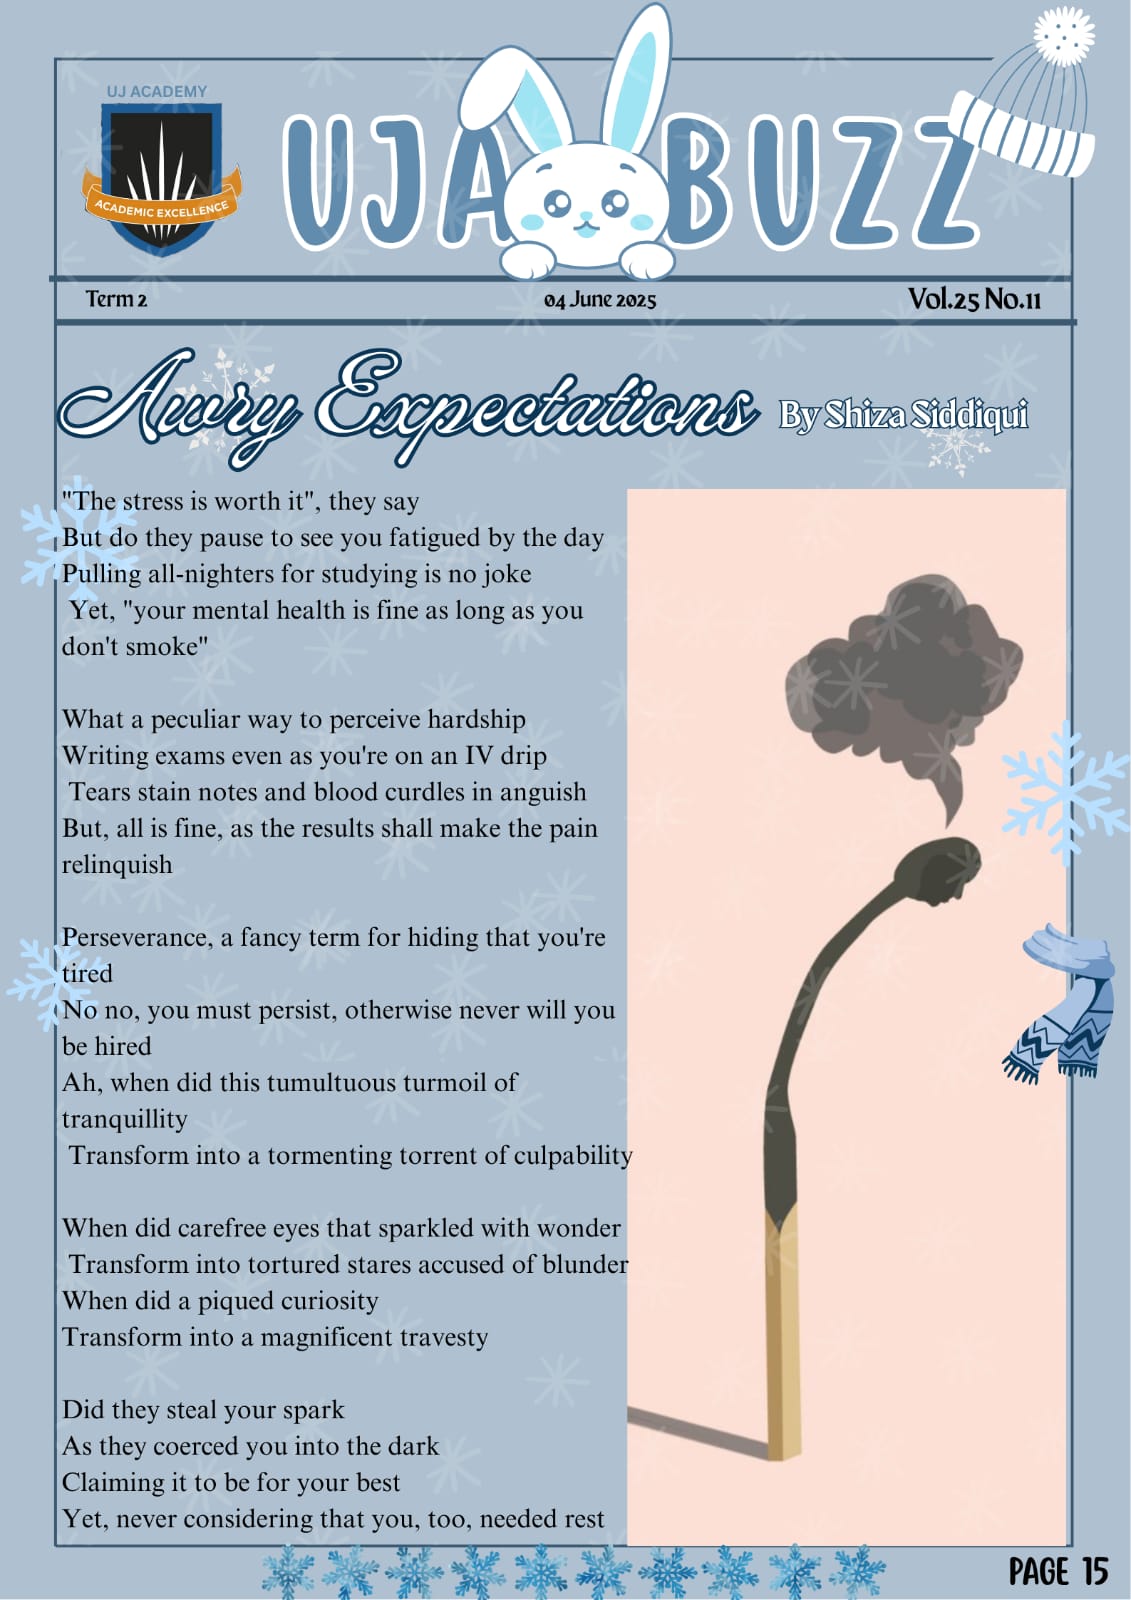 UJ ACADEMY
ACADEMIC EXCELLENCE
UJA BUZZ
Term 2
04 June 2025
Vol.25 No.11
Awry Expectations
By Shiza Siddiqui
"The stress is worth it", they say
But do they pause to see you fatigued by the day
Pulling all-nighters for studying is no joke
Yet, "your mental health is fine as long as you
don't smoke"
What a peculiar way to perceive hardship
Writing exams even as you're on an IV drip
Tears stain notes and blood curdles in anguish
But, all is fine, as the results shall make the pain
relinquish
Perseverance, a fancy term for hiding that you're
tired
No no, you must persist, otherwise never will you
be hired
Ah, when did this tumultuous turmoil of
tranquillity
Transform into a tormenting torrent of culpability
When did carefree eyes that sparkled with wonder
Transform into tortured stares accused of blunder
When did a piqued curiosity
Transform into a magnificent travesty
Did they steal your spark
As they coerced you into the dark
Claiming it to be for your best
Yet, never considering that you, too, needed rest
PAGE 15